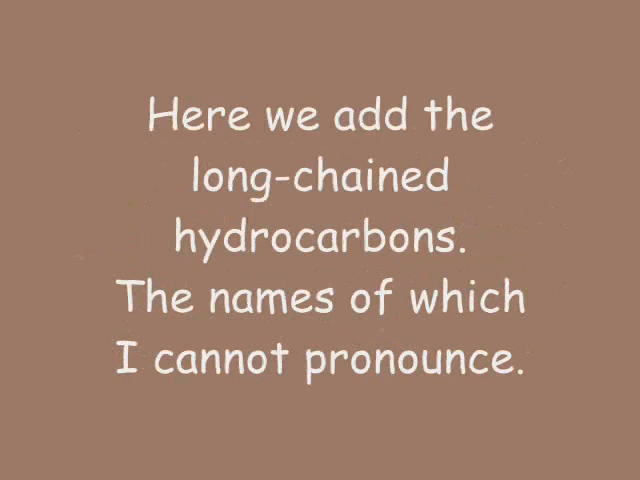 Here we add the
long-chained
hydrocarbons.
The names of which
I cannot pronounce.